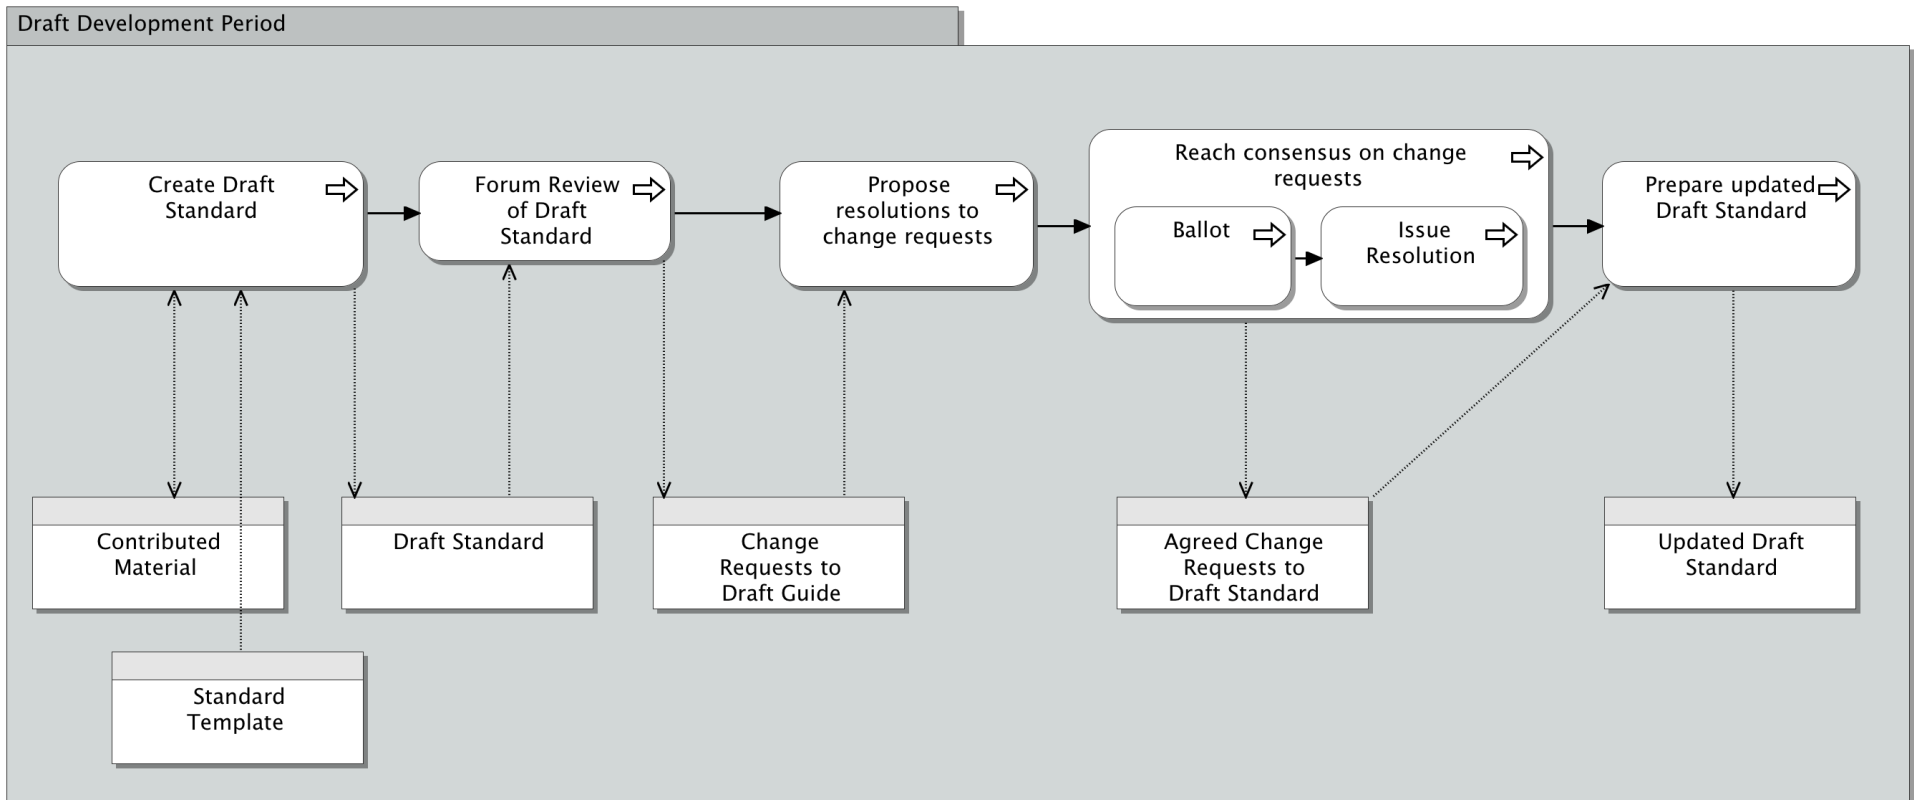 Draft Development Period
Create Draft
Standard
Forum Review
of Draft
Standard
Propose
resolutions to
change requests
Reach consensus on change
requests
Ballot
Issue
Resolution
Prepare updated
Draft Standard
Contributed
Material
Draft Standard
Change
Requests to
Draft Guide
Agreed Change
Requests to
Draft Standard
Updated Draft
Standard
Standard
Template